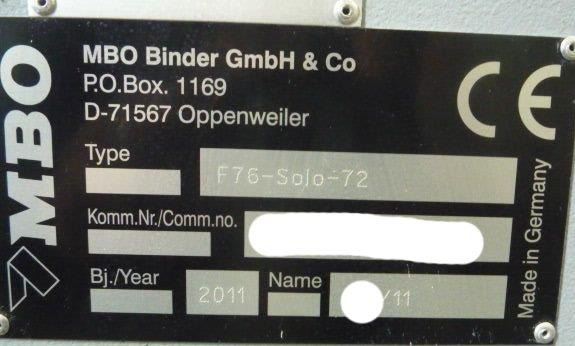 MBO
MBO Binder GmbH & Co
P.O.Box. 1169
D-71567 Oppenweiler
CE
Type F76-Solo-72
Komm.Nr./Comm.no.
Bj./Year 2011 Name /11
Made in Germany